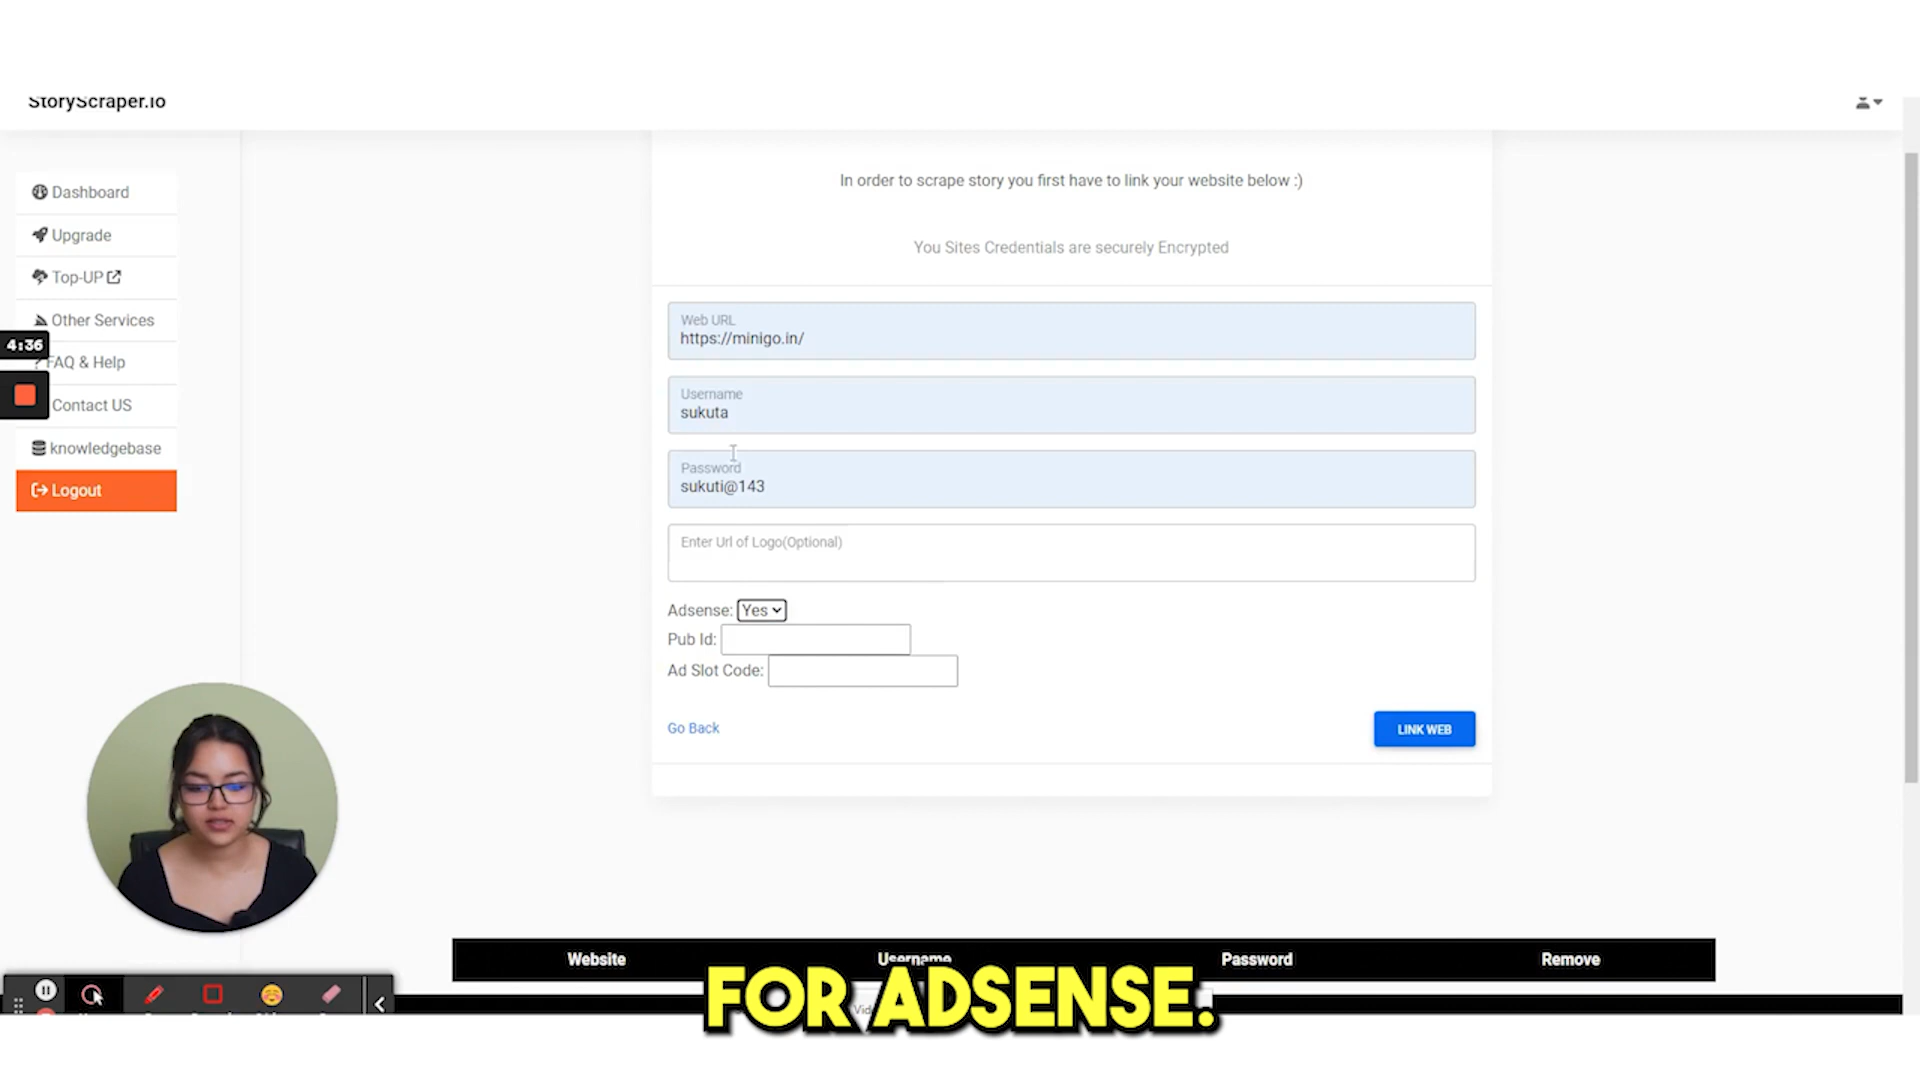 StoryScraper.io
Dashboard
Upgrade
Top-UP
Other Services
4:36
FAQ & Help
Contact US
knowledgebase
Logout
In order to scrape story you first have to link your website below :)
You Sites Credentials are securely Encrypted
Web URL
https://minigo.in/
Username
sukuta
Password
sukuti@143
Enter Url of Logo(Optional)
Adsense: Yes
Pub Id:
Ad Slot Code:
Go Back
LINK WEB
Website Username Password Remove
FOR ADSENSE.